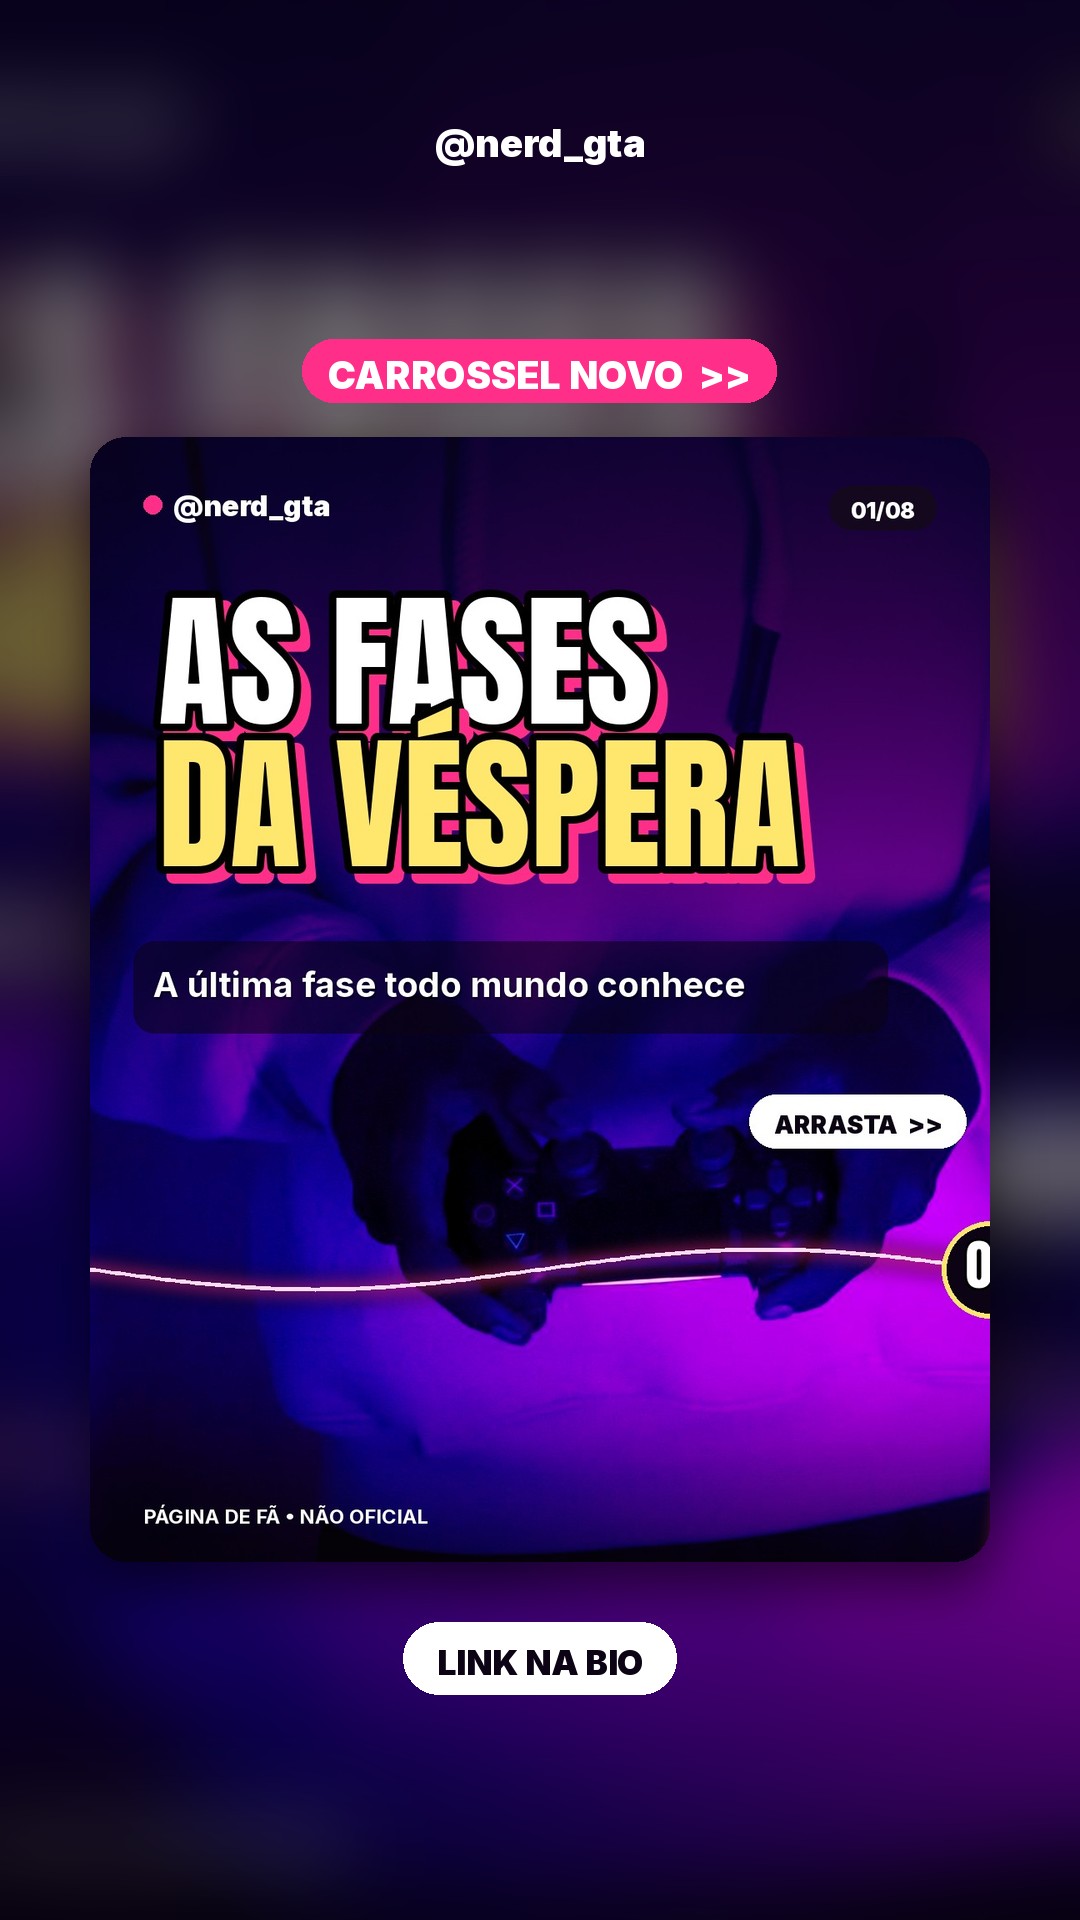 @nerd_gta
CARROSSEL NOVO >>
@nerd_gta
01/08
AS FASES
DA VÉSPERA
A última fase todo mundo conhece
ARRASTA >>
0
PÁGINA DE FÃ • NÃO OFICIAL
LINK NA BIO